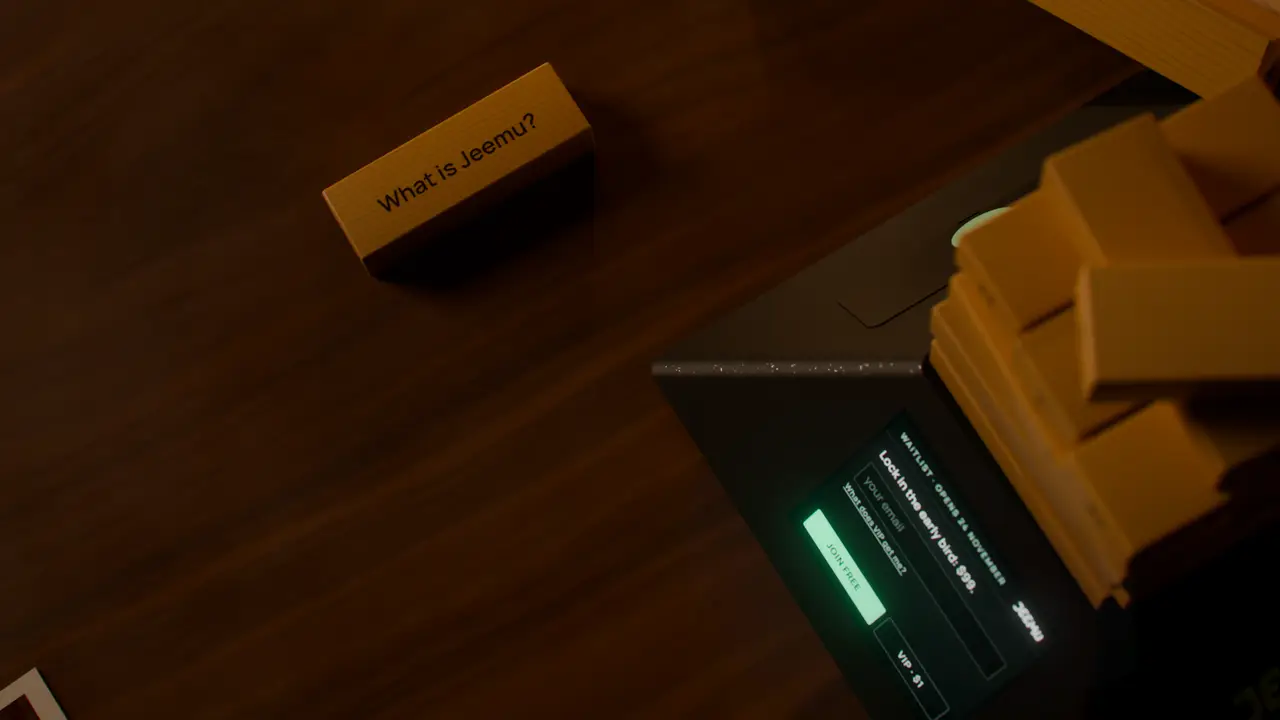 What is Jeemu?
JEEMU
WAITLIST · OPENS 24 NOVEMBER
Lock in the early bird: $99.
your email
What does VIP get me?
JOIN FREE
VIP · $1